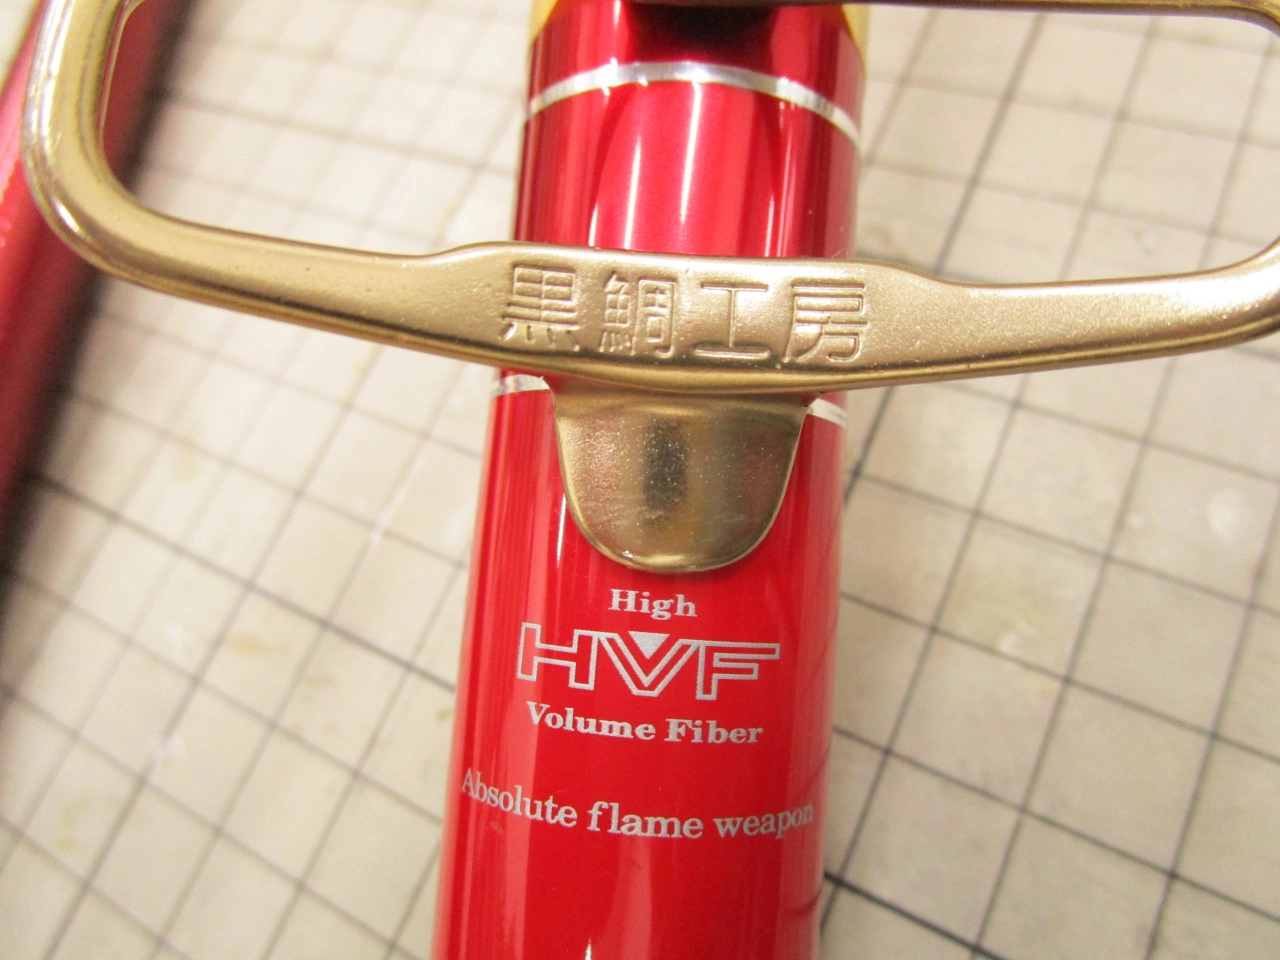 黒鯛工房
High
HVF
Volume Fiber
Absolute flame weapon